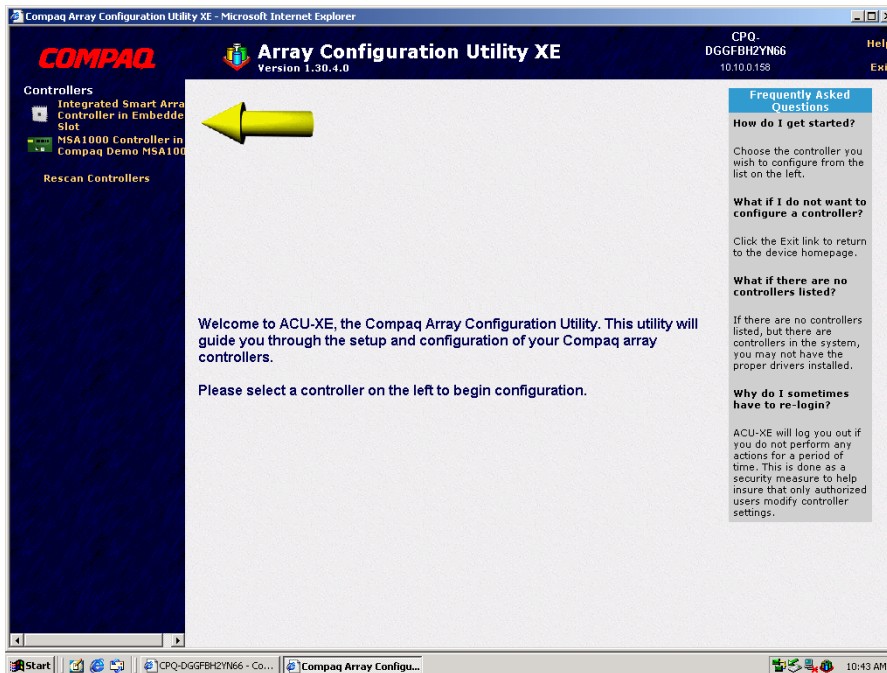 Compaq Array Configuration Utility XE - Microsoft Internet Explorer
COMPAQ
Array Configuration Utility XE
Version 1.30.4.0
CPQ-
DGGFBH2YN66
10.10.0.158
Help
Exi
Controllers
Integrated Smart Arra
Controller in Embedde
Slot
MSA1000 Controller in
Compaq Demo MSA100
Rescan Controllers
Welcome to ACU-XE, the Compaq Array Configuration Utility. This utility will
guide you through the setup and configuration of your Compaq array
controllers.
Please select a controller on the left to begin configuration.
Frequently Asked
Questions
How do I get started?
Choose the controller you
wish to configure from the
list on the left.
What if I do not want to
configure a controller?
Click the Exit link to return
to the device homepage.
What if there are no
controllers listed?
If there are no controllers
listed, but there are
controllers in the system,
you may not have the
proper drivers installed.
Why do I sometimes
have to re-login?
ACU-XE will log you out if
you do not perform any
actions for a period of
time. This is done as a
security measure to help
insure that only authorized
users modify controller
settings.
Start
CPQ-DGGFBH2YN66 - Co...
Compaq Array Configu...
10:43 AM